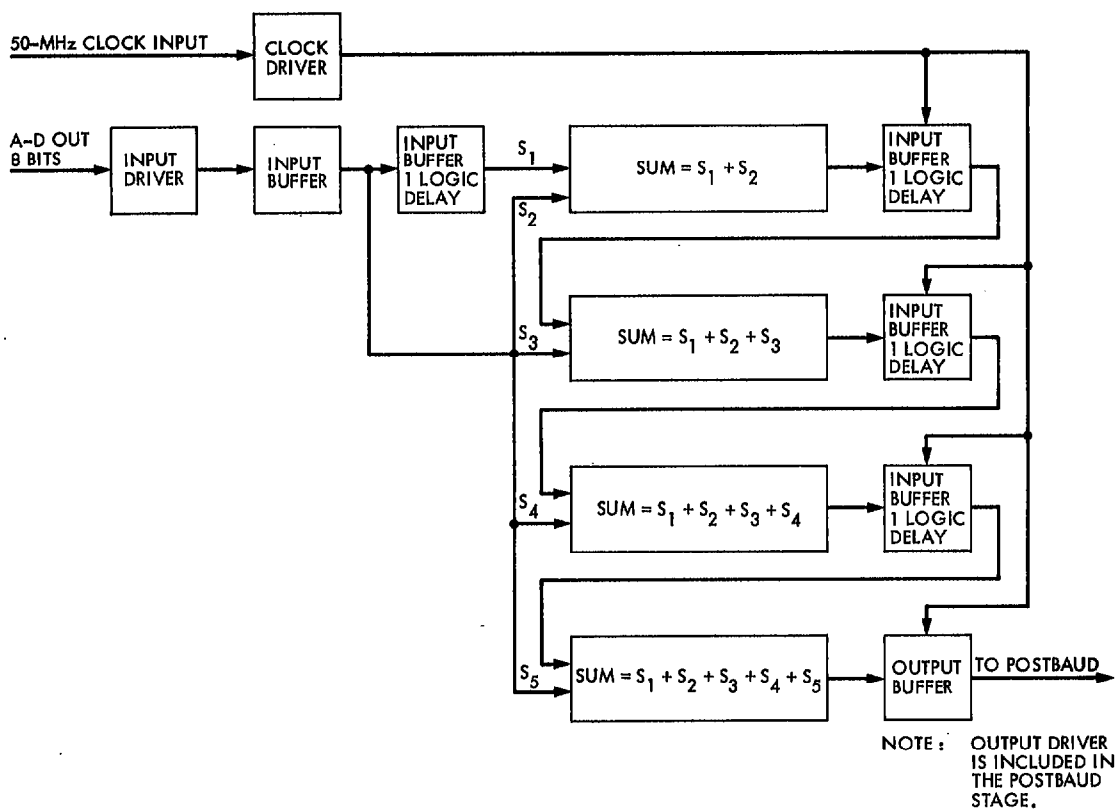 50-MHz CLOCK INPUT
CLOCK
DRIVER
A-D OUT
8 BITS
INPUT
DRIVER
INPUT
BUFFER
INPUT
BUFFER
1 LOGIC
DELAY
S1
S2
SUM = S1 + S2
INPUT
BUFFER
1 LOGIC
DELAY
S3
SUM = S1 + S2 + S3
INPUT
BUFFER
1 LOGIC
DELAY
S4
SUM = S1 + S2 + S3 + S4
INPUT
BUFFER
1 LOGIC
DELAY
S5
SUM = S1 + S2 + S3 + S4 + S5
OUTPUT
BUFFER
TO POSTBAUD
NOTE: OUTPUT DRIVER
IS INCLUDED IN
THE POSTBAUD
STAGE.